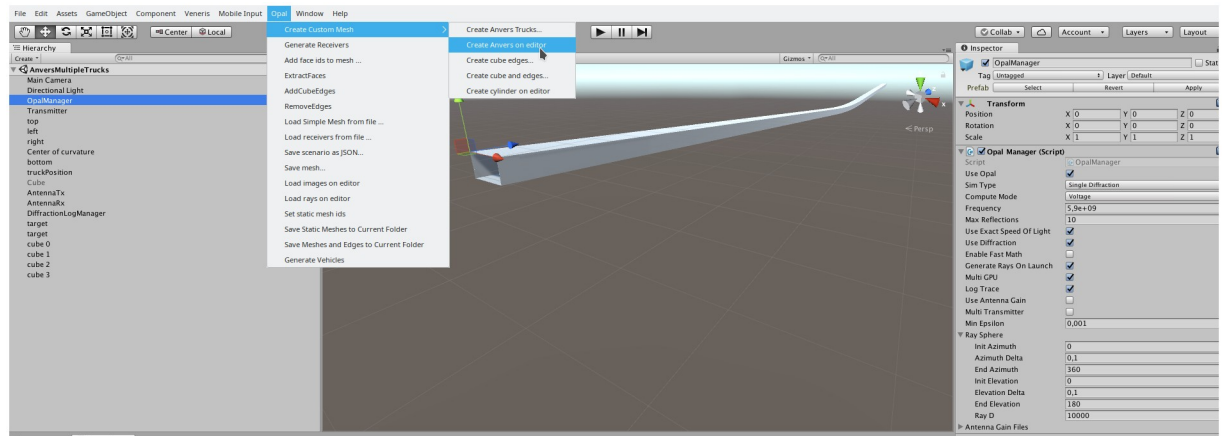 File Edit Assets GameObject Component Veneris Mobile Input Opal Window Help
Center Local
Collab Account Layers Layout
Hierarchy
Create All
AnversMultipleTrucks
Main Camera
Directional Light
OpalManager
Transmitter
top
left
right
Center of curvature
bottom
truckPosition
Cube
AntennaTx
AntennaRx
DiffractionLogManager
target
target
cube 0
cube 1
cube 2
cube 3
Create Custom Mesh
Generate Receivers
Add face ids to mesh ...
ExtractFaces
AddCubeEdges
RemoveEdges
Load Simple Mesh from file ...
Load receivers from file ...
Save scenario as JSON...
Save mesh...
Load images on editor
Load rays on editor
Set static mesh ids
Save Static Meshes to Current Folder
Save Meshes and Edges to Current Folder
Generate Vehicles
Create Anvers Trucks...
Create Anvers on editor
Create cube edges...
Create cube and edges...
Create cylinder on editor
Gizmos All
x
z
Persp
Inspector
OpalManager Stat
Tag Untagged Layer Default
Prefab Select Revert Apply
Transform
Position X 0 Y 0 Z 0
Rotation X 0 Y 0 Z 0
Scale X 1 Y 1 Z 1
Opal Manager (Script)
Script OpalManager
Use Opal
Sim Type Single Diffraction
Compute Mode Voltage
Frequency 5,9e+09
Max Reflections 10
Use Exact Speed Of Light
Use Diffraction
Enable Fast Math
Generate Rays On Launch
Multi GPU
Log Trace
Use Antenna Gain
Multi Transmitter
Min Epsilon 0,001
Ray Sphere
Init Azimuth 0
Azimuth Delta 0,1
End Azimuth 360
Init Elevation 0
Elevation Delta 0,1
End Elevation 180
Ray D 10000
Antenna Gain Files